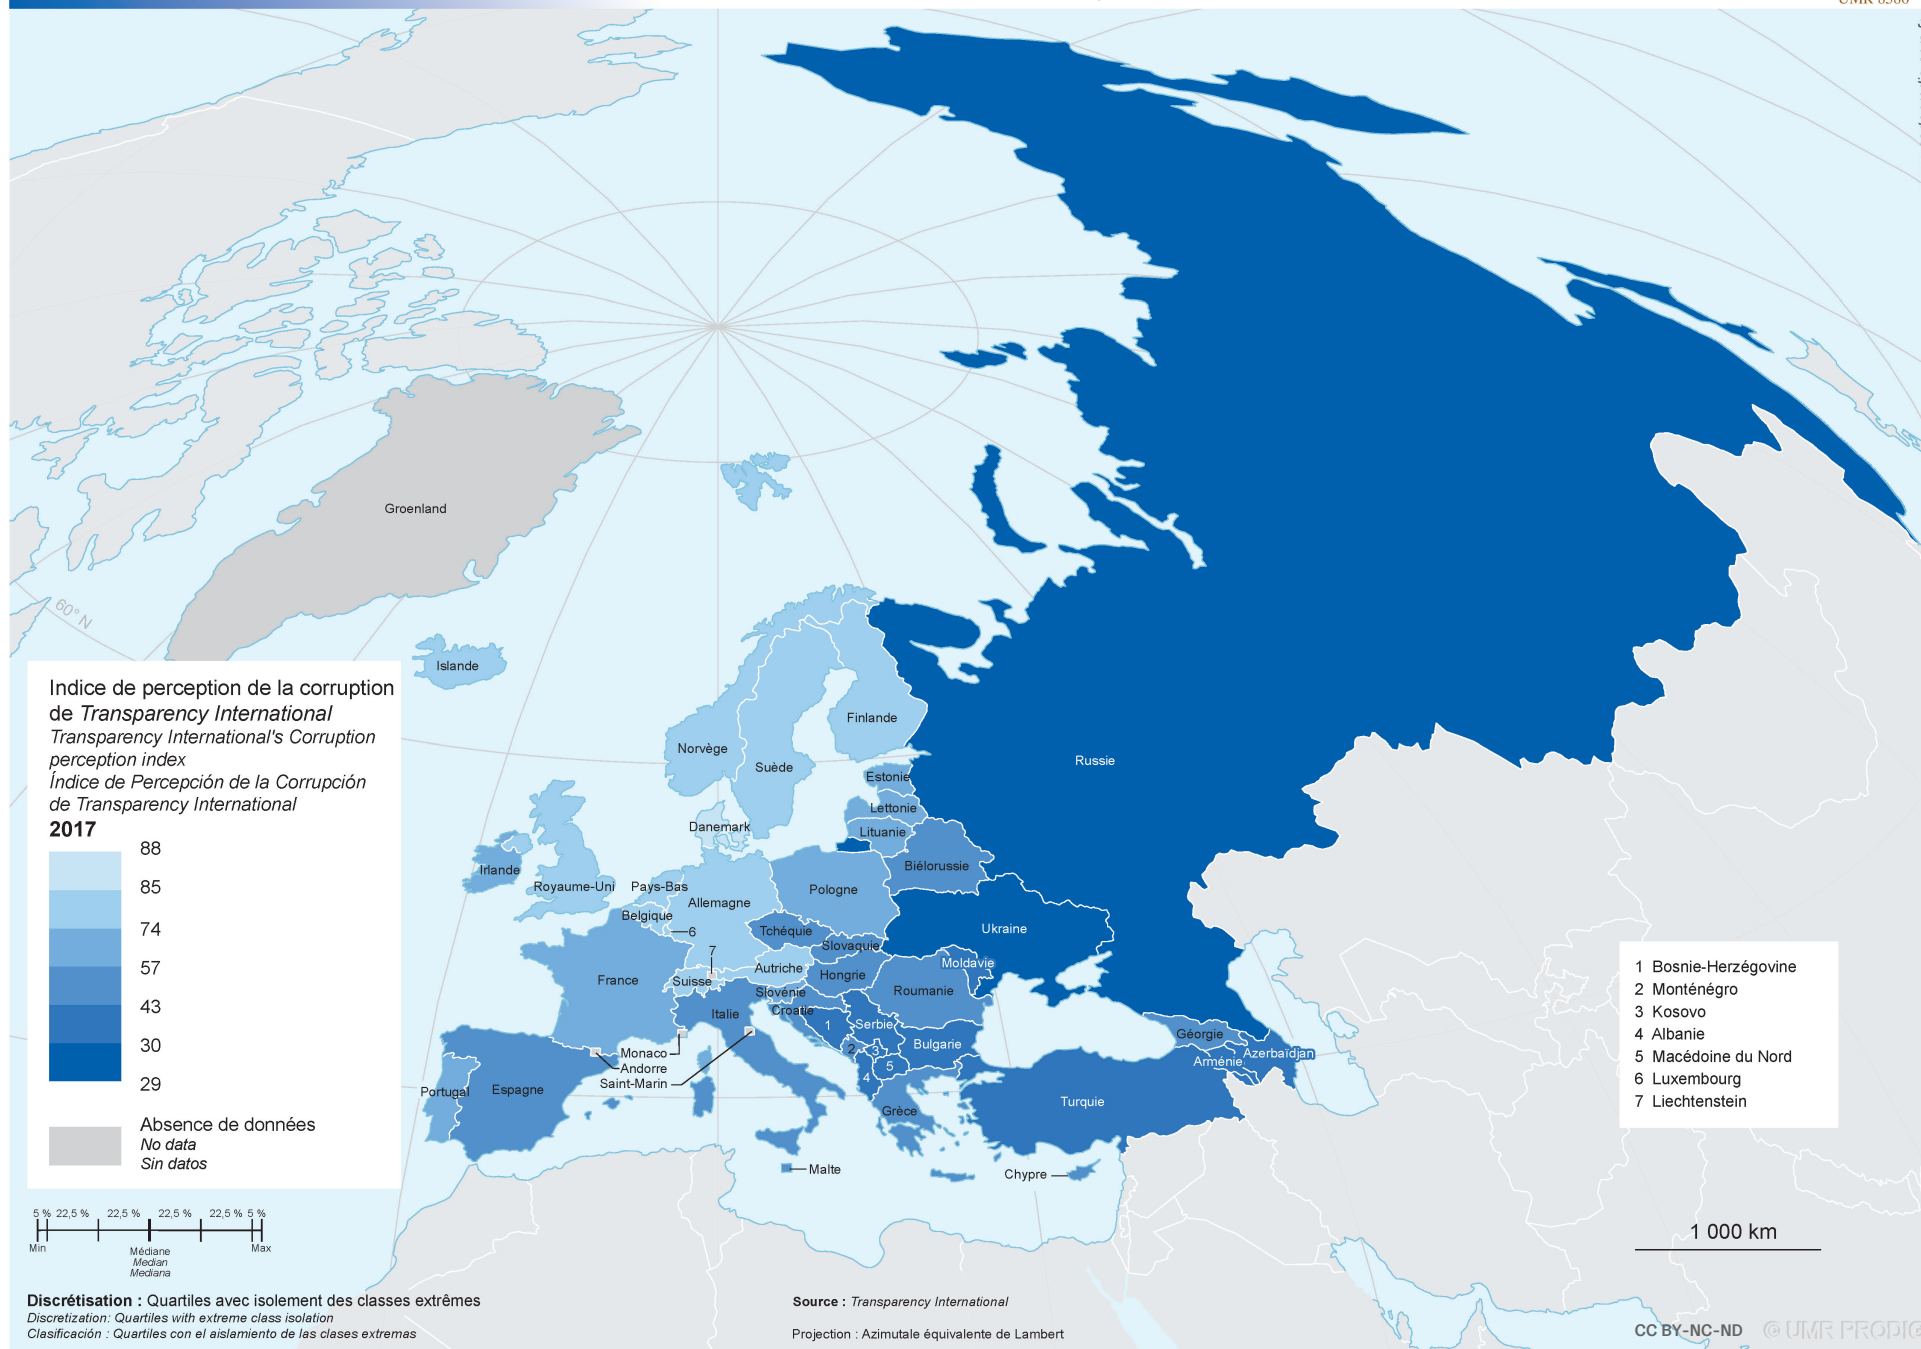 UMR 8586
60° N
Groenland
Islande
Norvège
Suède
Finlande
Russie
Estonie
Lettonie
Lituanie
Danemark
Biélorussie
Irlande
Royaume-Uni
Pays-Bas
Allemagne
Pologne
Belgique
6
7
Tchéquie
Ukraine
Slovaquie
France
Suisse
Autriche
Hongrie
Moldavie
Slovénie
Roumanie
Croatie
Italie
1
Serbie
Géorgie
Bulgarie
2
3
Monaco
Andorre
Saint-Marin
4
5
Arménie
Azerbaïdjan
Portugal
Espagne
Grèce
Turquie
Malte
Chypre
Indice de perception de la corruption
de Transparency International
Transparency International's Corruption
perception index
Índice de Percepción de la Corrupción
de Transparency International
2017
88
85
74
57
43
30
29
Absence de données
No data
Sin datos
5 % 22,5 % 22,5 % 22,5 % 22,5 % 5 %
Min
Médiane
Median
Mediana
Max
1 Bosnie-Herzégovine
2 Monténégro
3 Kosovo
4 Albanie
5 Macédoine du Nord
6 Luxembourg
7 Liechtenstein
1 000 km
Discrétisation : Quartiles avec isolement des classes extrêmes
Discretization: Quartiles with extreme class isolation
Clasificación : Quartiles con el aislamiento de las clases extremas
Source : Transparency International
Projection : Azimutale équivalente de Lambert
CC BY-NC-ND
© UMR PRODIG